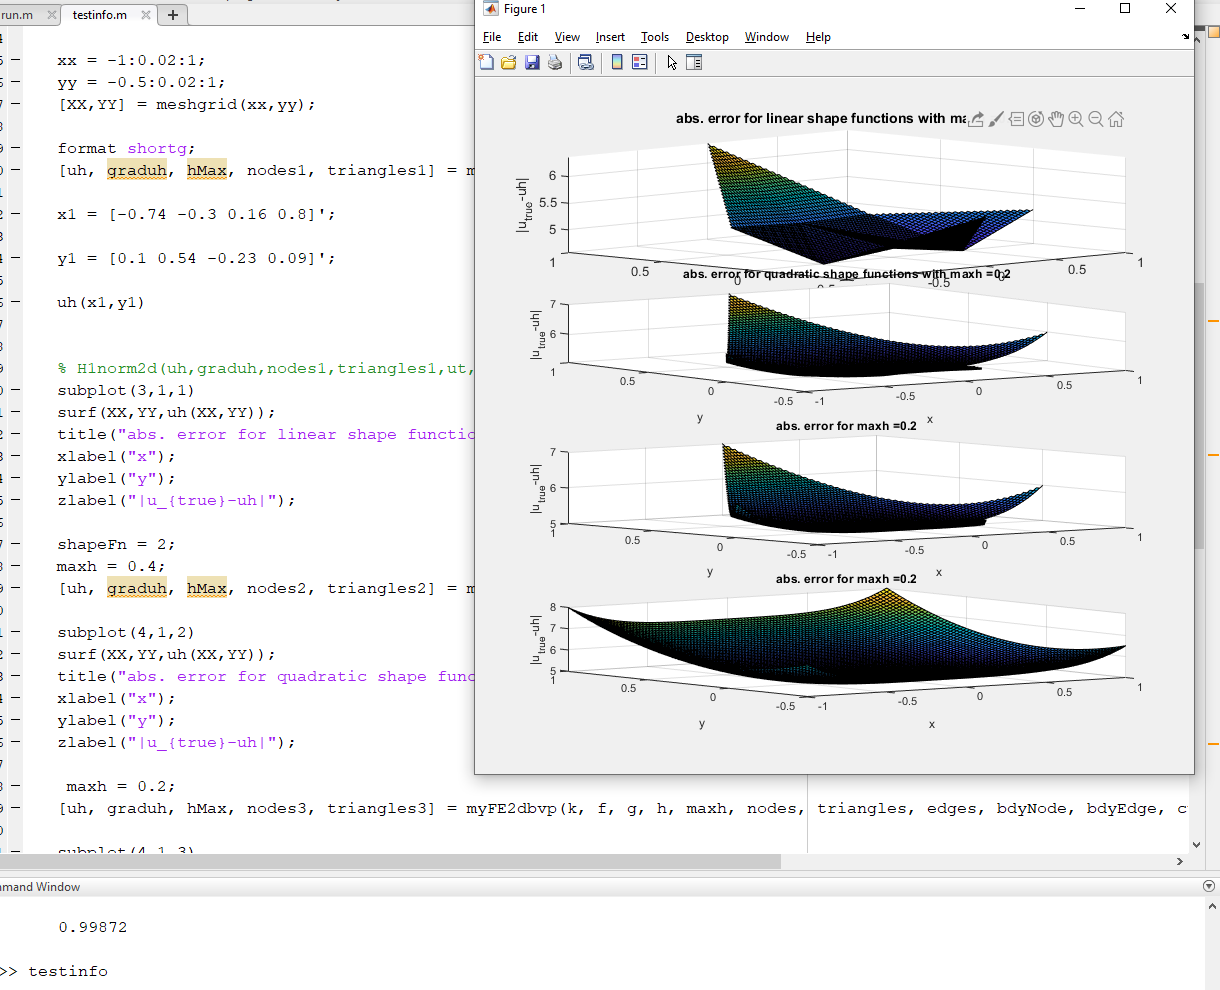 run.m testinfo.m
xx = -1:0.02:1;
yy = -0.5:0.02:1;
[XX,YY] = meshgrid(xx,yy);
format shortg;
[uh, graduh, hMax, nodes1, triangles1] = m
x1 = [-0.74 -0.3 0.16 0.8]';
y1 = [0.1 0.54 -0.23 0.09]';
uh(x1,y1)
% H1norm2d(uh,graduh,nodes1,triangles1,ut,
subplot(3,1,1)
surf(XX,YY,uh(XX,YY));
title("abs. error for linear shape functio
xlabel("x");
ylabel("y");
zlabel("|u_{true}-uh|");
shapeFn = 2;
maxh = 0.4;
[uh, graduh, hMax, nodes2, triangles2] = m
subplot(4,1,2)
surf(XX,YY,uh(XX,YY));
title("abs. error for quadratic shape func
xlabel("x");
ylabel("y");
zlabel("|u_{true}-uh|");
maxh = 0.2;
[uh, graduh, hMax, nodes3, triangles3] = myFE2dbvp(k, f, g, h, maxh, nodes, triangles, edges, bdyNode, bdyEdge, c
subplot(4,1,3)
Figure 1
File Edit View Insert Tools Desktop Window Help
abs. error for linear shape functions with ma
|u_true-uh|
6
5.5
5
1 0.5 0 -0.5 0 0.5 1
abs. error for quadratic shape functions with maxh =0.2
|u_true-uh|
7
6
1 0.5 0 -0.5 -1 -0.5 0 0.5 1
y x
abs. error for maxh =0.2
|u_true-uh|
7
6
5
1 0.5 0 -0.5 -1 -0.5 0 0.5 1
y x
abs. error for maxh =0.2
|u_true-uh|
8
7
6
5
1 0.5 0 -0.5 -1 -0.5 0 0.5 1
y x
mmand Window
0.99872
>> testinfo